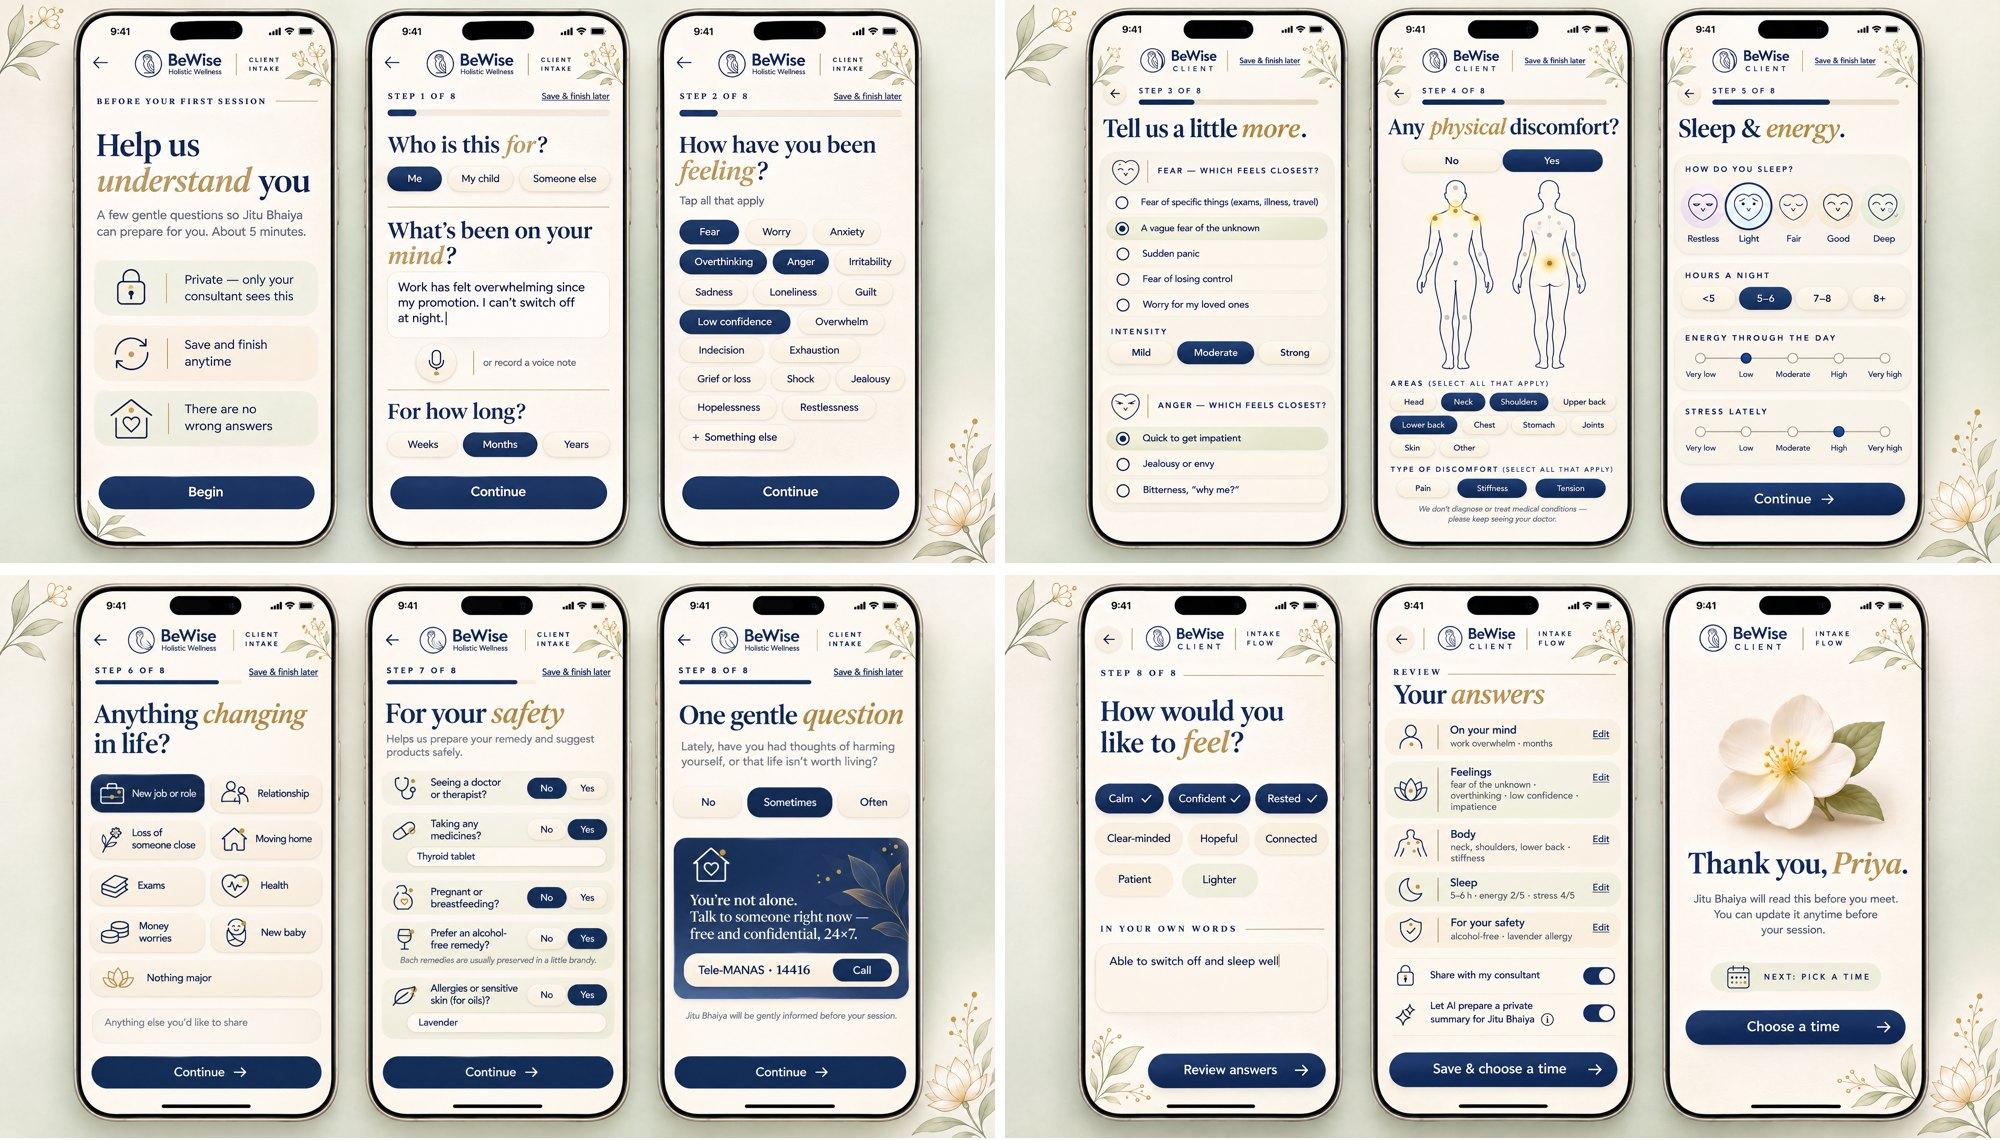 9:41
BeWise
Holistic Wellness
CLIENT
INTAKE
BEFORE YOUR FIRST SESSION
Help us
understand you
A few gentle questions so Jitu Bhaiya
can prepare for you. About 5 minutes.
Private — only your
consultant sees this
Save and finish
anytime
There are no
wrong answers
Begin
9:41
BeWise
Holistic Wellness
CLIENT
INTAKE
STEP 1 OF 8
Save & finish later
Who is this for?
Me
My child
Someone else
What's been on your
mind?
Work has felt overwhelming since
my promotion. I can't switch off
at night.
or record a voice note
For how long?
Weeks
Months
Years
Continue
9:41
BeWise
Holistic Wellness
CLIENT
INTAKE
STEP 2 OF 8
Save & finish later
How have you been
feeling?
Tap all that apply
Fear
Worry
Anxiety
Overthinking
Anger
Irritability
Sadness
Loneliness
Guilt
Low confidence
Overwhelm
Indecision
Exhaustion
Grief or loss
Shock
Jealousy
Hopelessness
Restlessness
+ Something else
Continue
9:41
BeWise
CLIENT
Save & finish later
STEP 3 OF 8
Tell us a little more.
FEAR — WHICH FEELS CLOSEST?
Fear of specific things (exams, illness, travel)
A vague fear of the unknown
Sudden panic
Fear of losing control
Worry for my loved ones
INTENSITY
Mild
Moderate
Strong
ANGER — WHICH FEELS CLOSEST?
Quick to get impatient
Jealousy or envy
Bitterness, “why me?”
9:41
BeWise
CLIENT
Save & finish later
STEP 4 OF 8
Any physical discomfort?
No
Yes
AREAS (SELECT ALL THAT APPLY)
Head
Neck
Shoulders
Upper back
Lower back
Chest
Stomach
Joints
Skin
Other
TYPE OF DISCOMFORT (SELECT ALL THAT APPLY)
Pain
Stiffness
Tension
We don't diagnose or treat medical conditions —
please keep seeing your doctor.
9:41
BeWise
CLIENT
Save & finish later
STEP 5 OF 8
Sleep & energy.
HOW DO YOU SLEEP?
Restless
Light
Fair
Good
Deep
HOURS A NIGHT
<5
5–6
7–8
8+
ENERGY THROUGH THE DAY
Very low
Low
Moderate
High
Very high
STRESS LATELY
Very low
Low
Moderate
High
Very high
Continue →
9:41
BeWise
Holistic Wellness
CLIENT
INTAKE
STEP 6 OF 8
Save & finish later
Anything changing
in life?
New job or role
Relationship
Loss of
someone close
Moving home
Exams
Health
Money
worries
New baby
Nothing major
Anything else you'd like to share
Continue →
9:41
BeWise
Holistic Wellness
CLIENT
INTAKE
STEP 7 OF 8
Save & finish later
For your safety
Helps us prepare your remedy and suggest
products safely.
Seeing a doctor
or therapist?
No
Yes
Taking any
medicines?
No
Yes
Thyroid tablet
Pregnant or
breastfeeding?
No
Yes
Prefer an alcohol-
free remedy?
No
Yes
Bach remedies are usually preserved in a little brandy.
Allergies or sensitive
skin (for oils)?
No
Yes
Lavender
Continue →
9:41
BeWise
Holistic Wellness
CLIENT
INTAKE
STEP 8 OF 8
Save & finish later
One gentle question
Lately, have you had thoughts of harming
yourself, or that life isn't worth living?
No
Sometimes
Often
You're not alone.
Talk to someone right now —
free and confidential, 24×7.
Tele-MANAS · 14416
Call
Jitu Bhaiya will be gently informed before your session.
Continue →
9:41
BeWise
CLIENT
INTAKE
FLOW
STEP 8 OF 8
How would you
like to feel?
Calm ✓
Confident ✓
Rested ✓
Clear-minded
Hopeful
Connected
Patient
Lighter
IN YOUR OWN WORDS
Able to switch off and sleep well
Review answers →
9:41
BeWise
CLIENT
INTAKE
FLOW
REVIEW
Your answers
On your mind
work overwhelm · months
Edit
Feelings
fear of the unknown ·
overthinking · low confidence ·
impatience
Edit
Body
neck, shoulders, lower back ·
stiffness
Edit
Sleep
5–6 h · energy 2/5 · stress 4/5
Edit
For your safety
alcohol-free · lavender allergy
Edit
Share with my consultant
Let AI prepare a private
summary for Jitu Bhaiya
Save & choose a time →
9:41
BeWise
CLIENT
INTAKE
FLOW
Thank you, Priya.
Jitu Bhaiya will read this before you meet.
You can update it anytime before
your session.
NEXT: PICK A TIME
Choose a time →